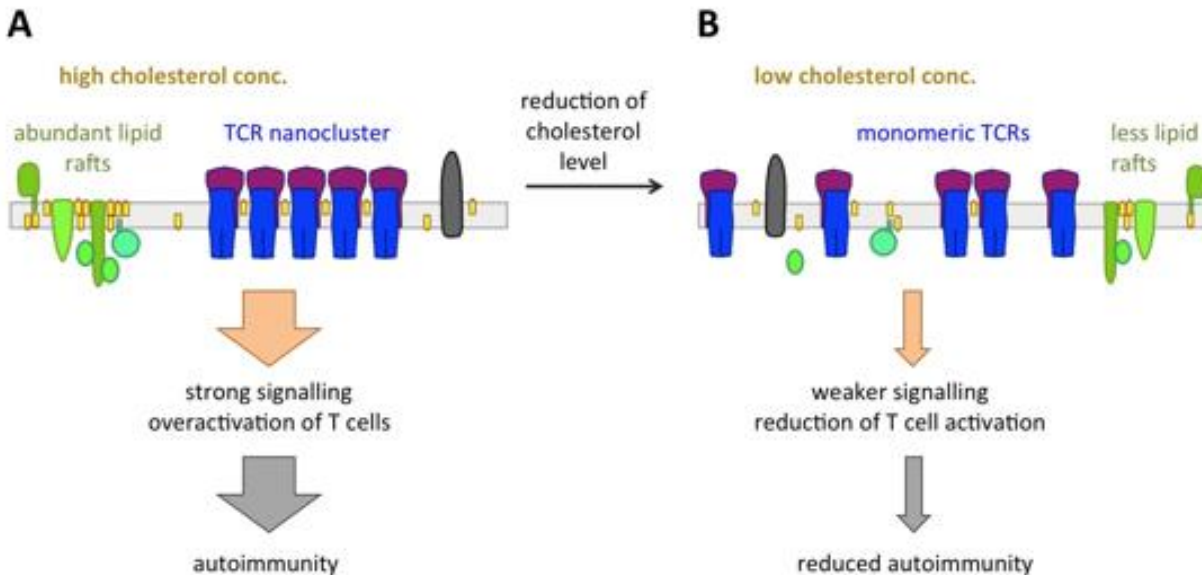 A
high cholesterol conc.
abundant lipid
rafts
TCR nanocluster
strong signalling
overactivation of T cells
autoimmunity
reduction of
cholesterol
level
B
low cholesterol conc.
monomeric TCRs
less lipid
rafts
weaker signalling
reduction of T cell activation
reduced autoimmunity